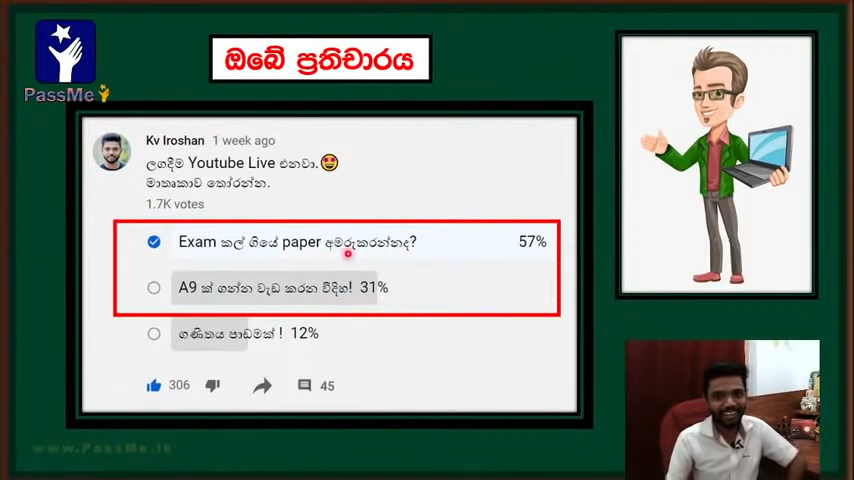 ඔබේ ප්‍රතිචාරය
PassMe
Kv Iroshan 1 week ago
ලගදීම Youtube Live එනවා.🤩
මාතෘකාව තෝරන්න.
1.7K votes
Exam කල් ගියේ paper අමරුකරන්නද? 57%
A9 ක් ගන්න වැඩ කරන විදිහ! 31%
ගණිතය පාඩමක් ! 12%
306 45
www.PassMe.lk